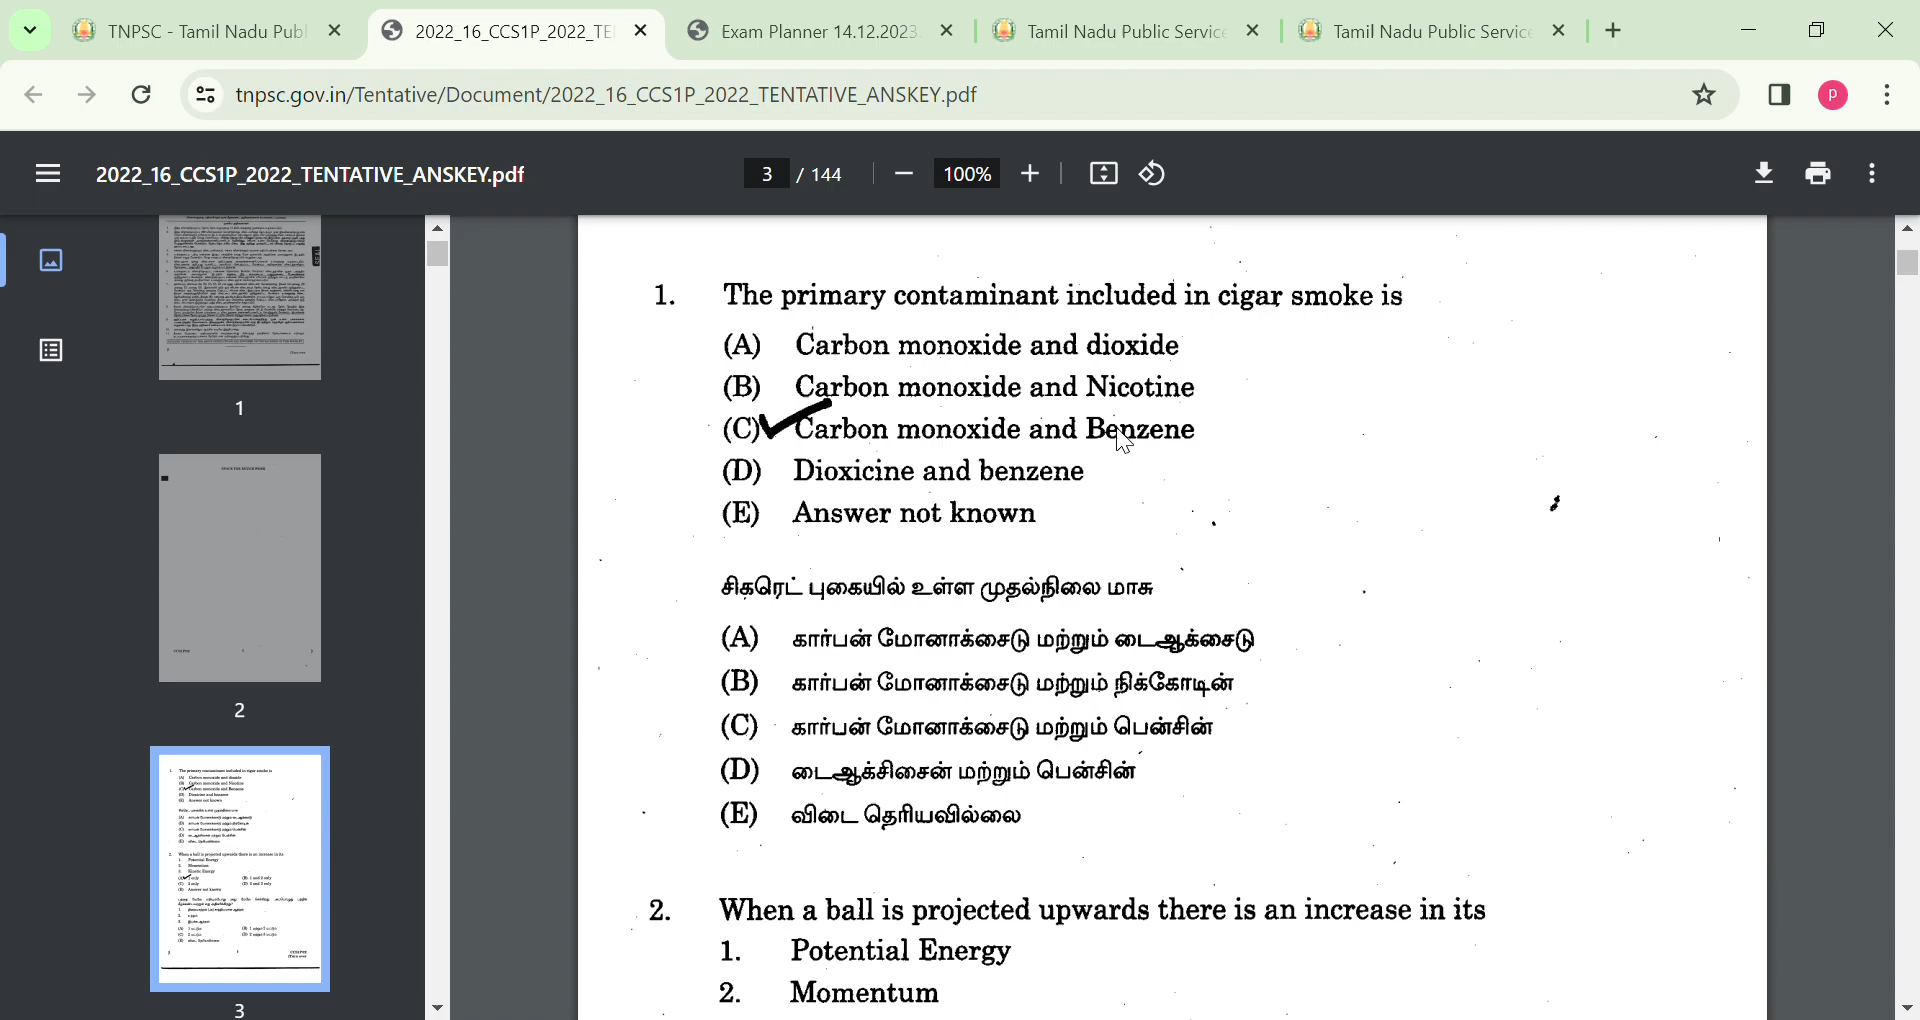 TNPSC - Tamil Nadu Publ
2022_16_CCS1P_2022_TE
Exam Planner 14.12.2023
Tamil Nadu Public Service
Tamil Nadu Public Service
tnpsc.gov.in/Tentative/Document/2022_16_CCS1P_2022_TENTATIVE_ANSKEY.pdf
p
2022_16_CCS1P_2022_TENTATIVE_ANSKEY.pdf
3 / 144
100%
1
2
3
1. The primary contaminant included in cigar smoke is
(A) Carbon monoxide and dioxide
(B) Carbon monoxide and Nicotine
(C) Carbon monoxide and Benzene
(D) Dioxicine and benzene
(E) Answer not known
சிகரெட் புகையில் உள்ள முதல்நிலை மாசு
(A) கார்பன் மோனாக்சைடு மற்றும் டைஆக்சைடு
(B) கார்பன் மோனாக்சைடு மற்றும் நிக்கோடின்
(C) கார்பன் மோனாக்சைடு மற்றும் பென்சின்
(D) டைஆக்சிசைன் மற்றும் பென்சின்
(E) விடை தெரியவில்லை
2. When a ball is projected upwards there is an increase in its
1. Potential Energy
2. Momentum